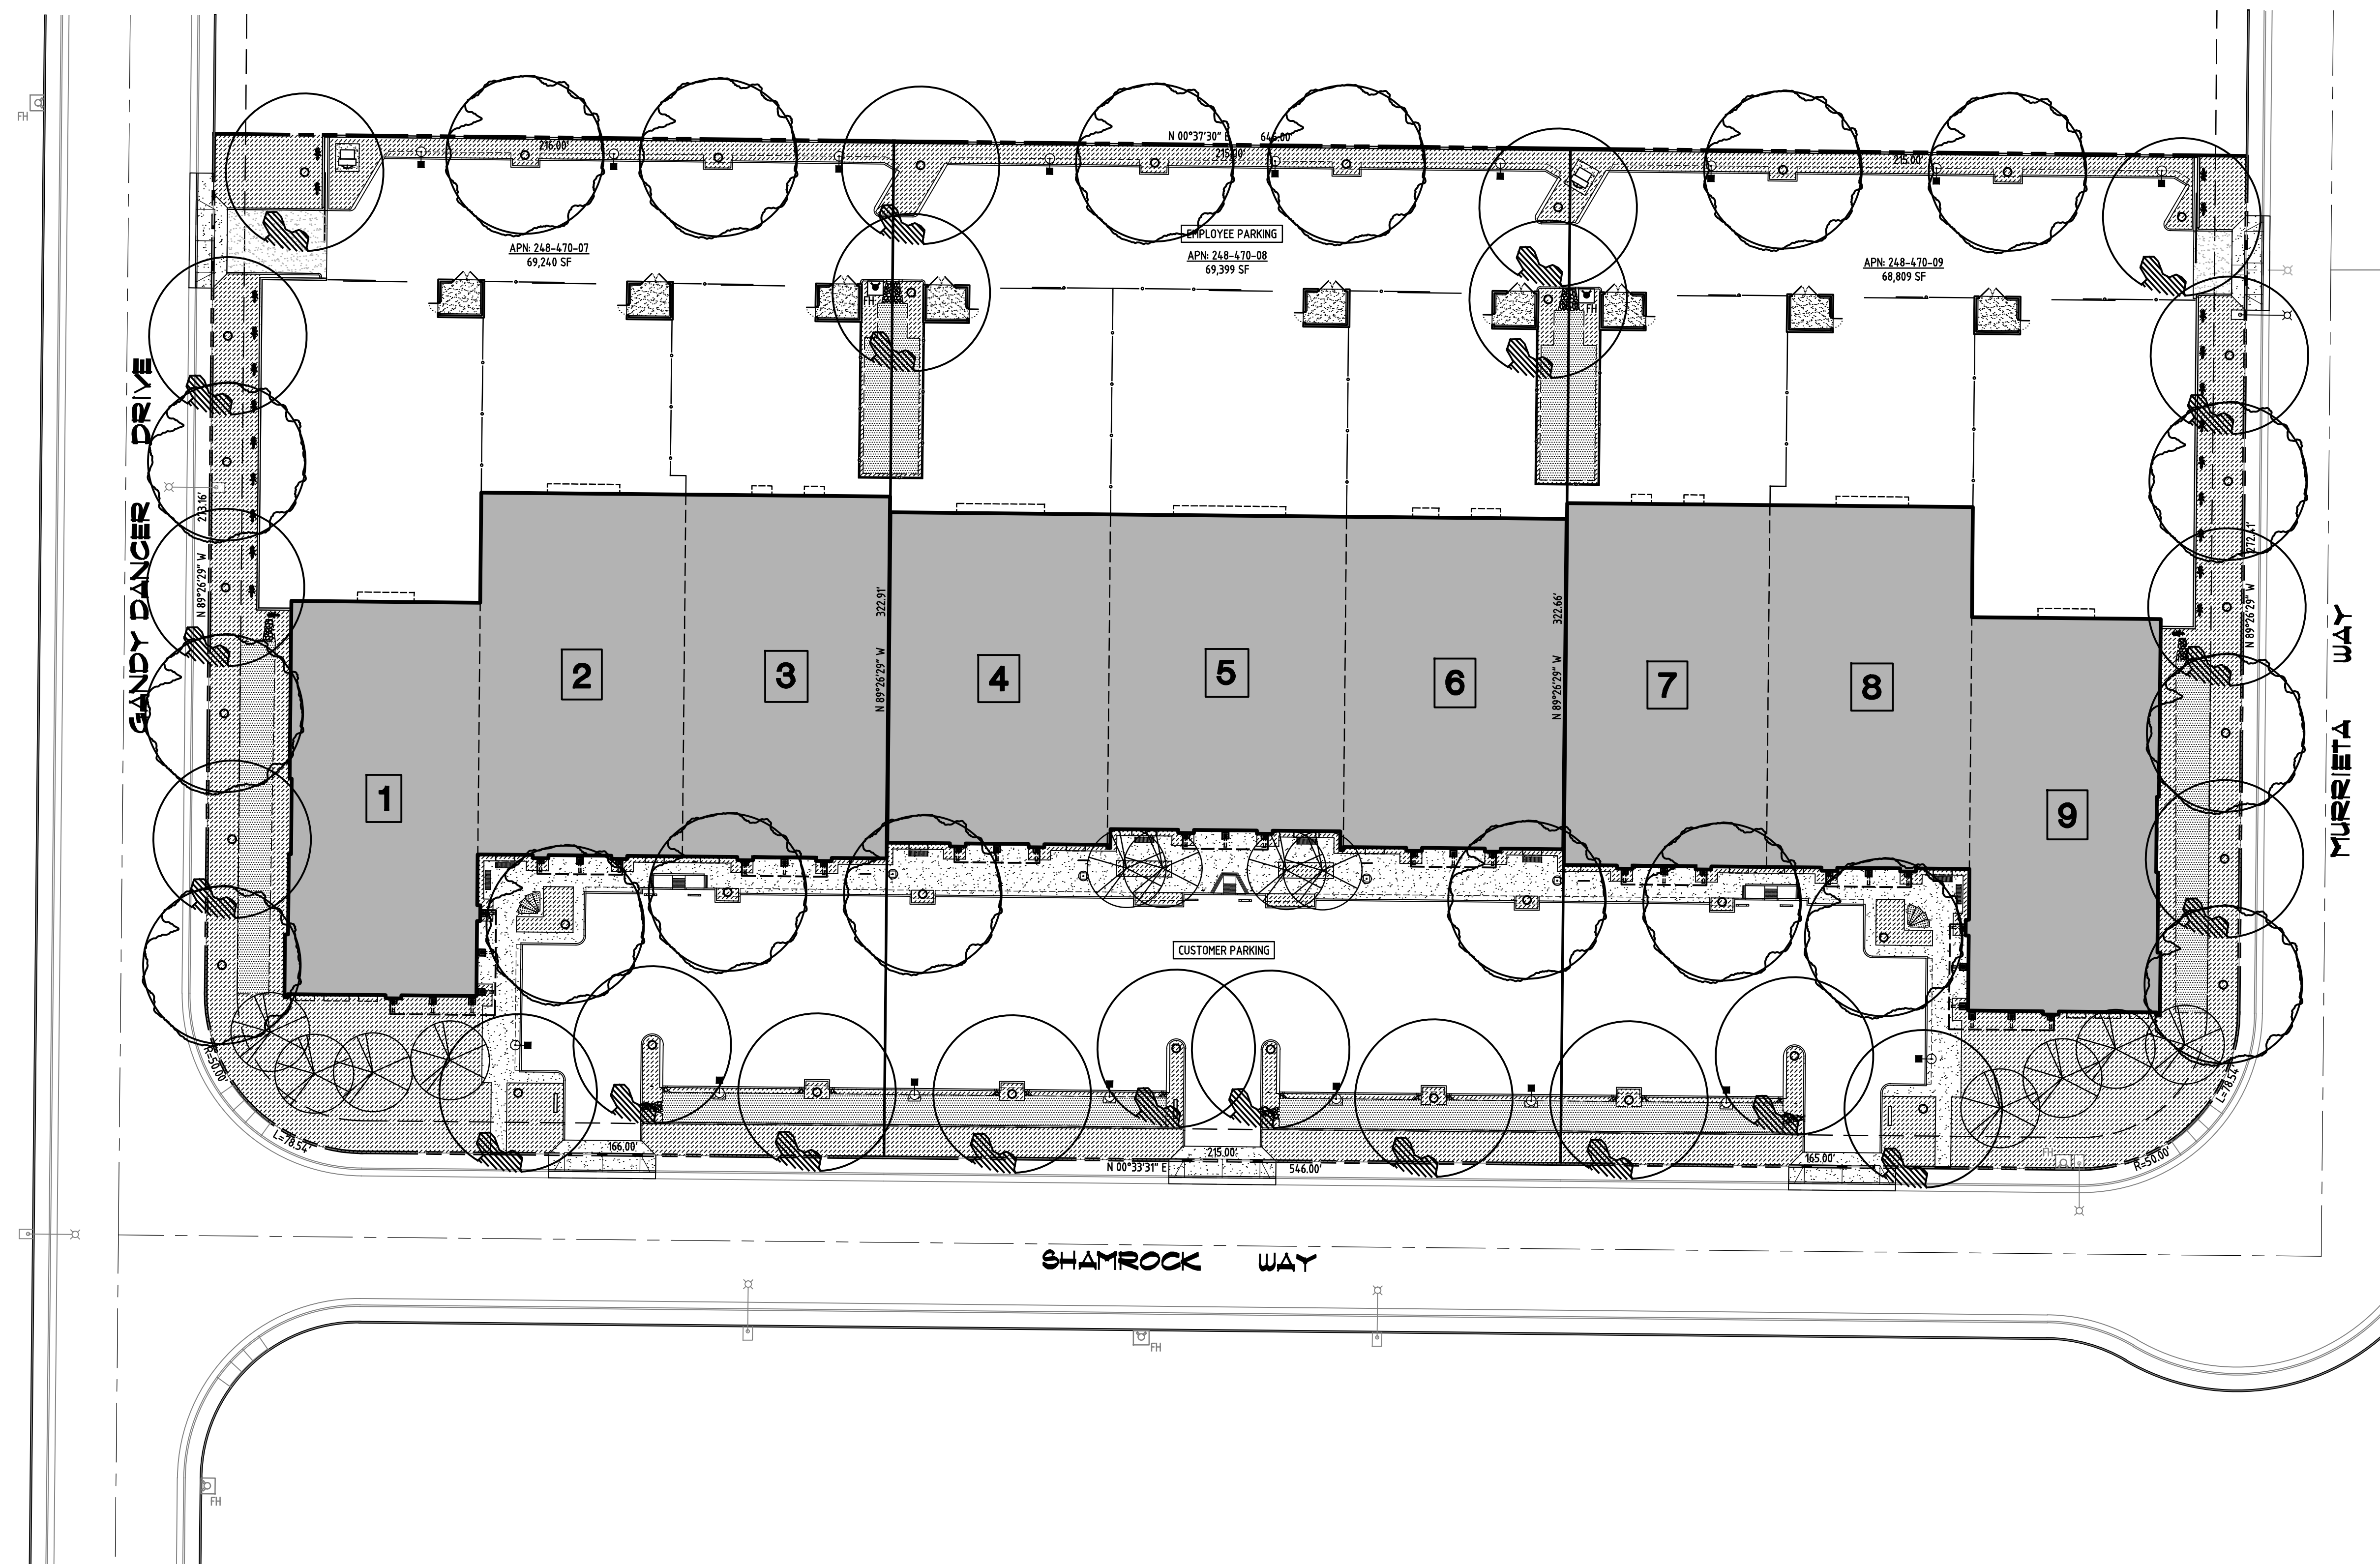 FH
N 00°37'30" E 646.00'
216.00'
215.00'
215.00'
EMPLOYEE PARKING
APN: 248-470-07
69,240 SF
APN: 248-470-08
69,399 SF
APN: 248-470-09
68,809 SF
FH
FH
GANDY DANCER DRIVE
N 89°26'29" W 273.16'
N 89°26'29" W 322.91'
N 89°26'29" W 322.66'
N 89°26'29" W 272.41'
MURRIETA WAY
1
2
3
4
5
6
7
8
9
CUSTOMER PARKING
R=50.00'
L=78.54'
166.00'
215.00'
165.00'
N 00°33'31" E 546.00'
FH
R=50.00'
L=78.54'
SHAMROCK WAY
FH
FH